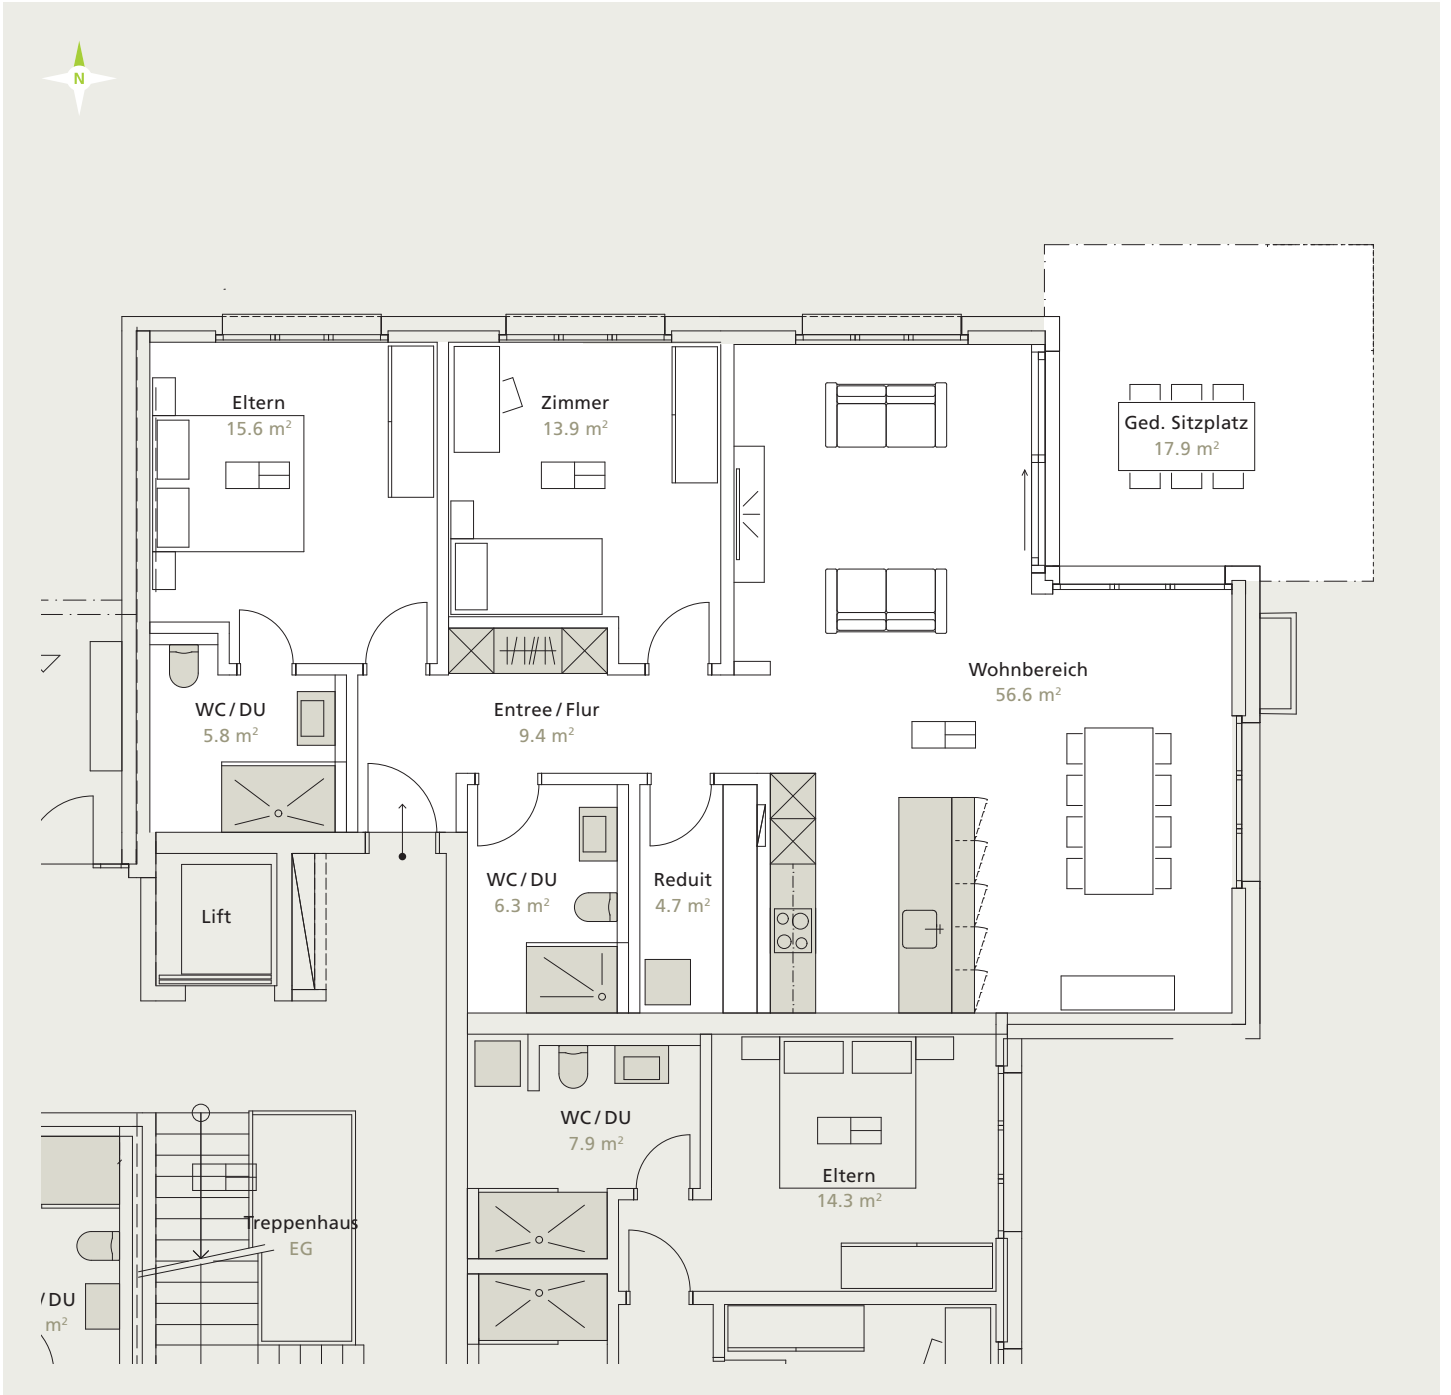 N
Eltern
15.6 m²
Zimmer
13.9 m²
Ged. Sitzplatz
17.9 m²
Wohnbereich
56.6 m²
WC/DU
5.8 m²
Entree/Flur
9.4 m²
WC/DU
6.3 m²
Reduit
4.7 m²
Lift
WC/DU
7.9 m²
Eltern
14.3 m²
Treppenhaus
EG
/DU
m²